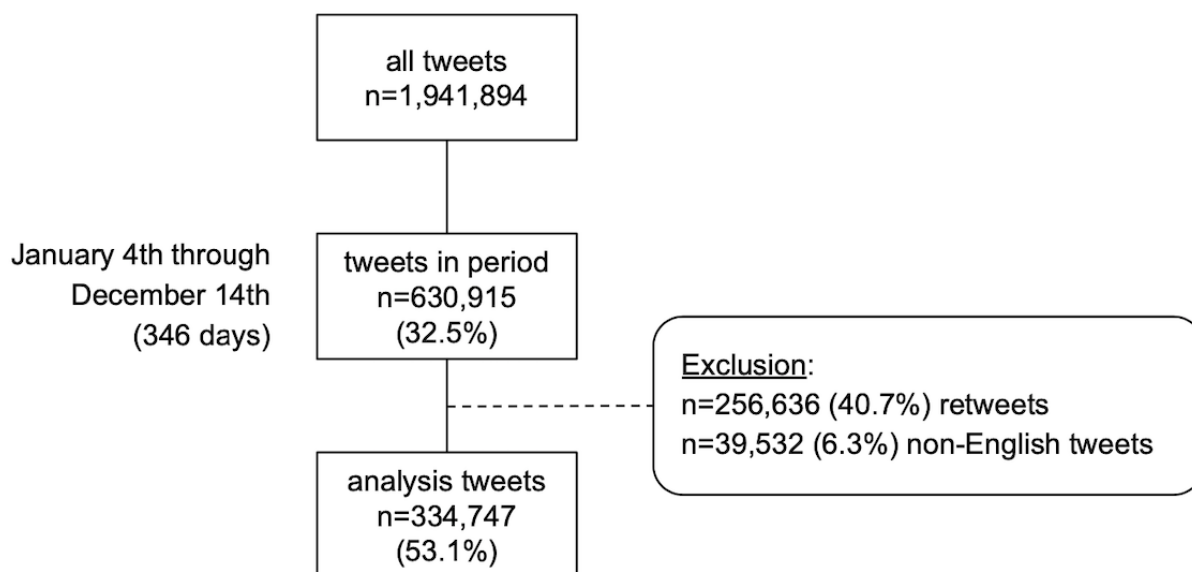 all tweets
n=1,941,894
January 4th through
December 14th
(346 days)
tweets in period
n=630,915
(32.5%)
Exclusion:
n=256,636 (40.7%) retweets
n=39,532 (6.3%) non-English tweets
analysis tweets
n=334,747
(53.1%)